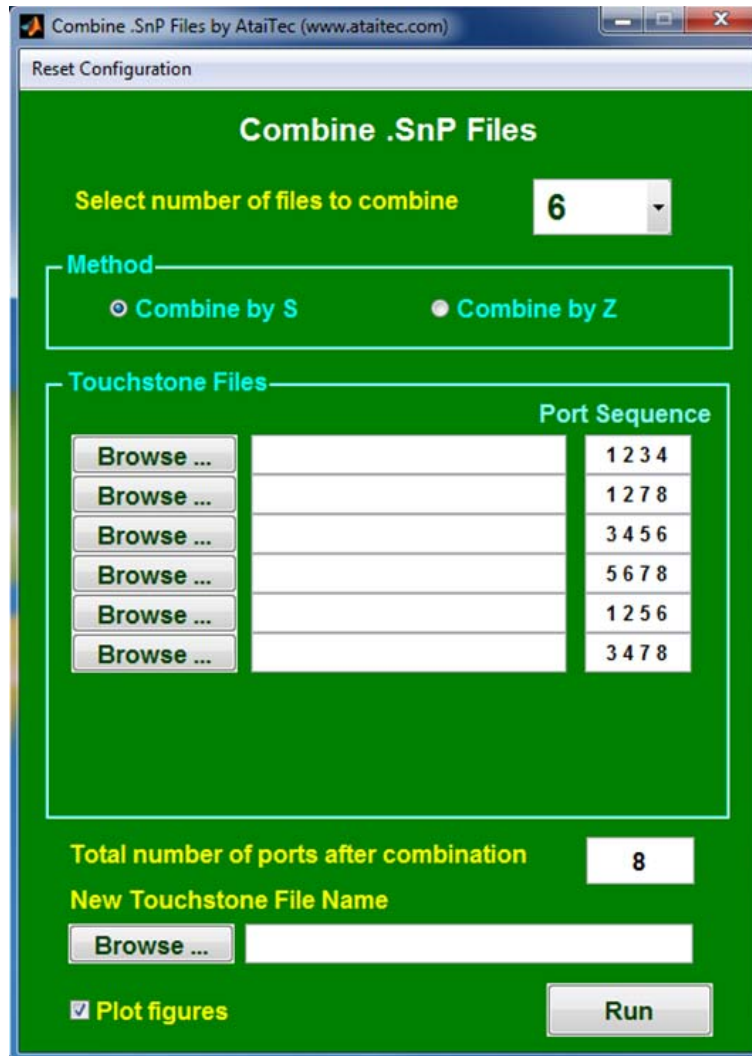 Combine .SnP Files by AtaiTec (www.ataitec.com)
Reset Configuration
Combine .SnP Files
Select number of files to combine 6
Method
Combine by S Combine by Z
Touchstone Files
Port Sequence
Browse ... 1 2 3 4
Browse ... 1 2 7 8
Browse ... 3 4 5 6
Browse ... 5 6 7 8
Browse ... 1 2 5 6
Browse ... 3 4 7 8
Total number of ports after combination 8
New Touchstone File Name
Browse ...
Plot figures Run